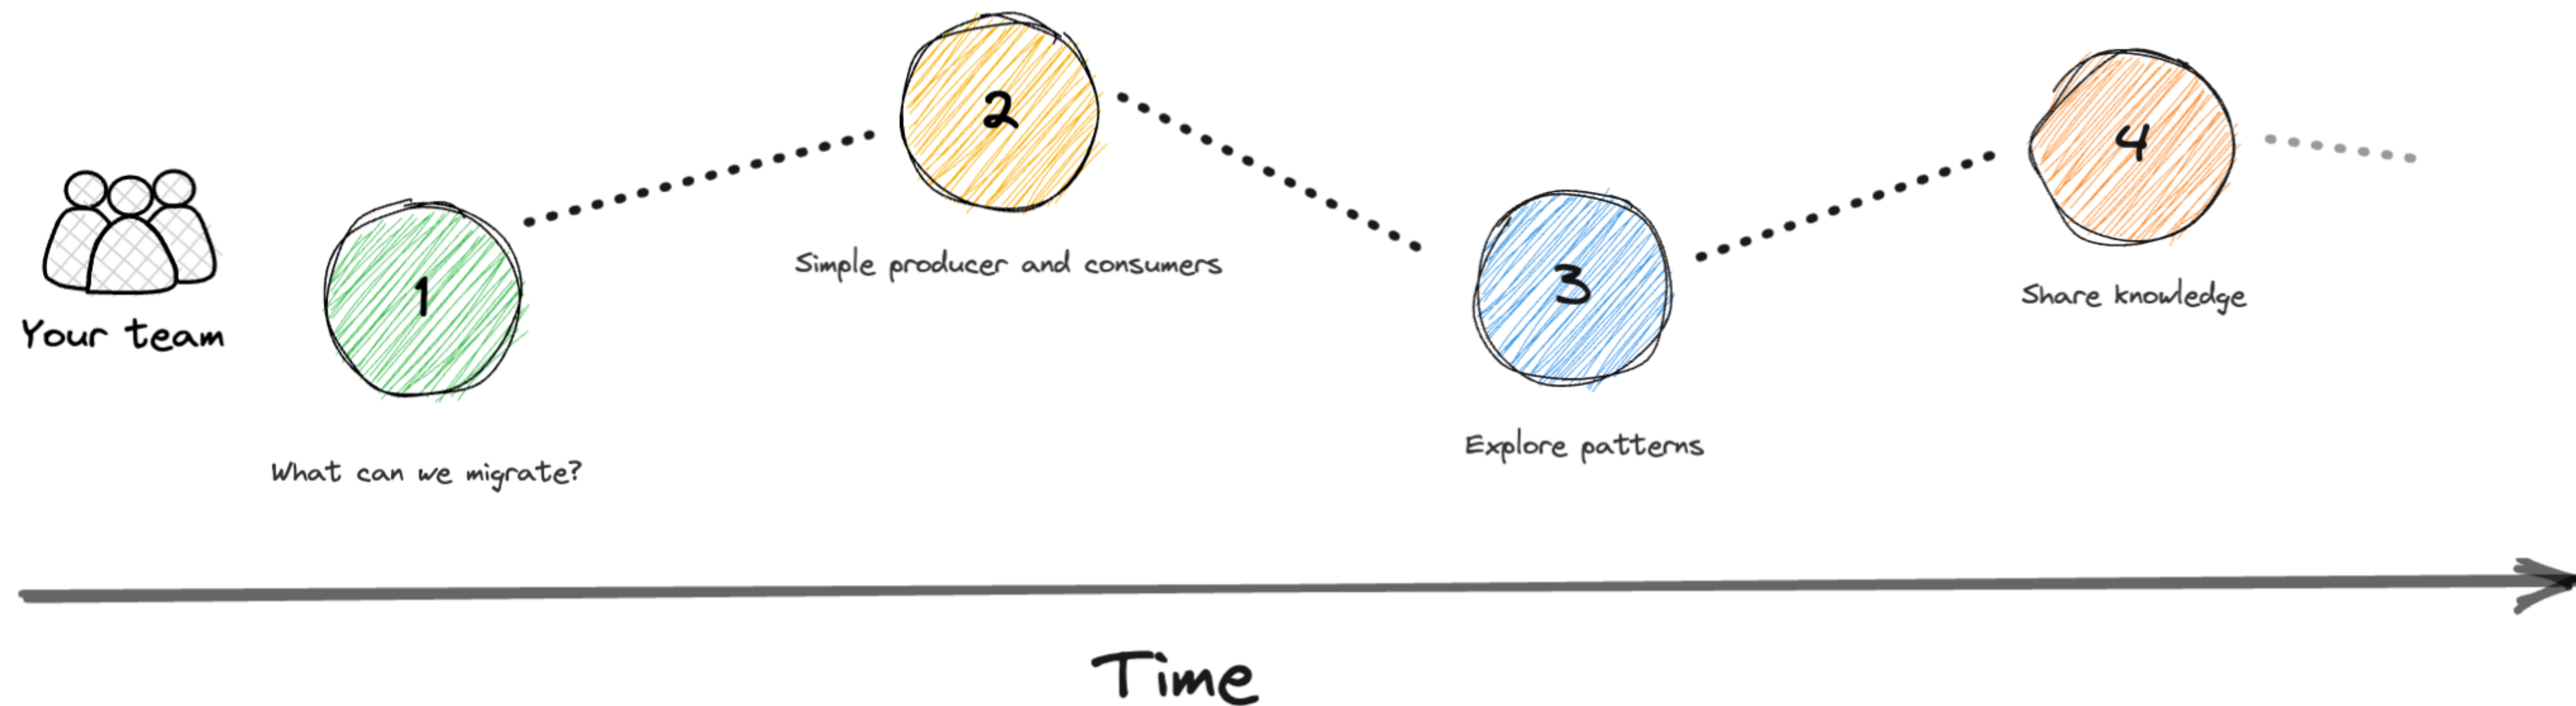 Your team
1
What can we migrate?
2
Simple producer and consumers
3
Explore patterns
4
Share knowledge
Time